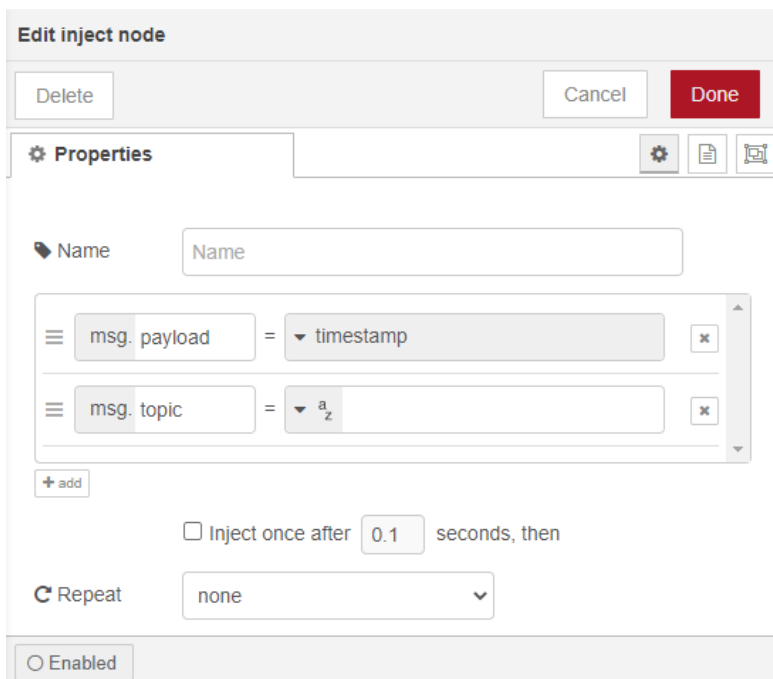 Edit inject node
Delete Cancel Done
Properties
Name Name
msg. payload = timestamp
msg. topic = a z
+ add
Inject once after 0.1 seconds, then
Repeat none
Enabled